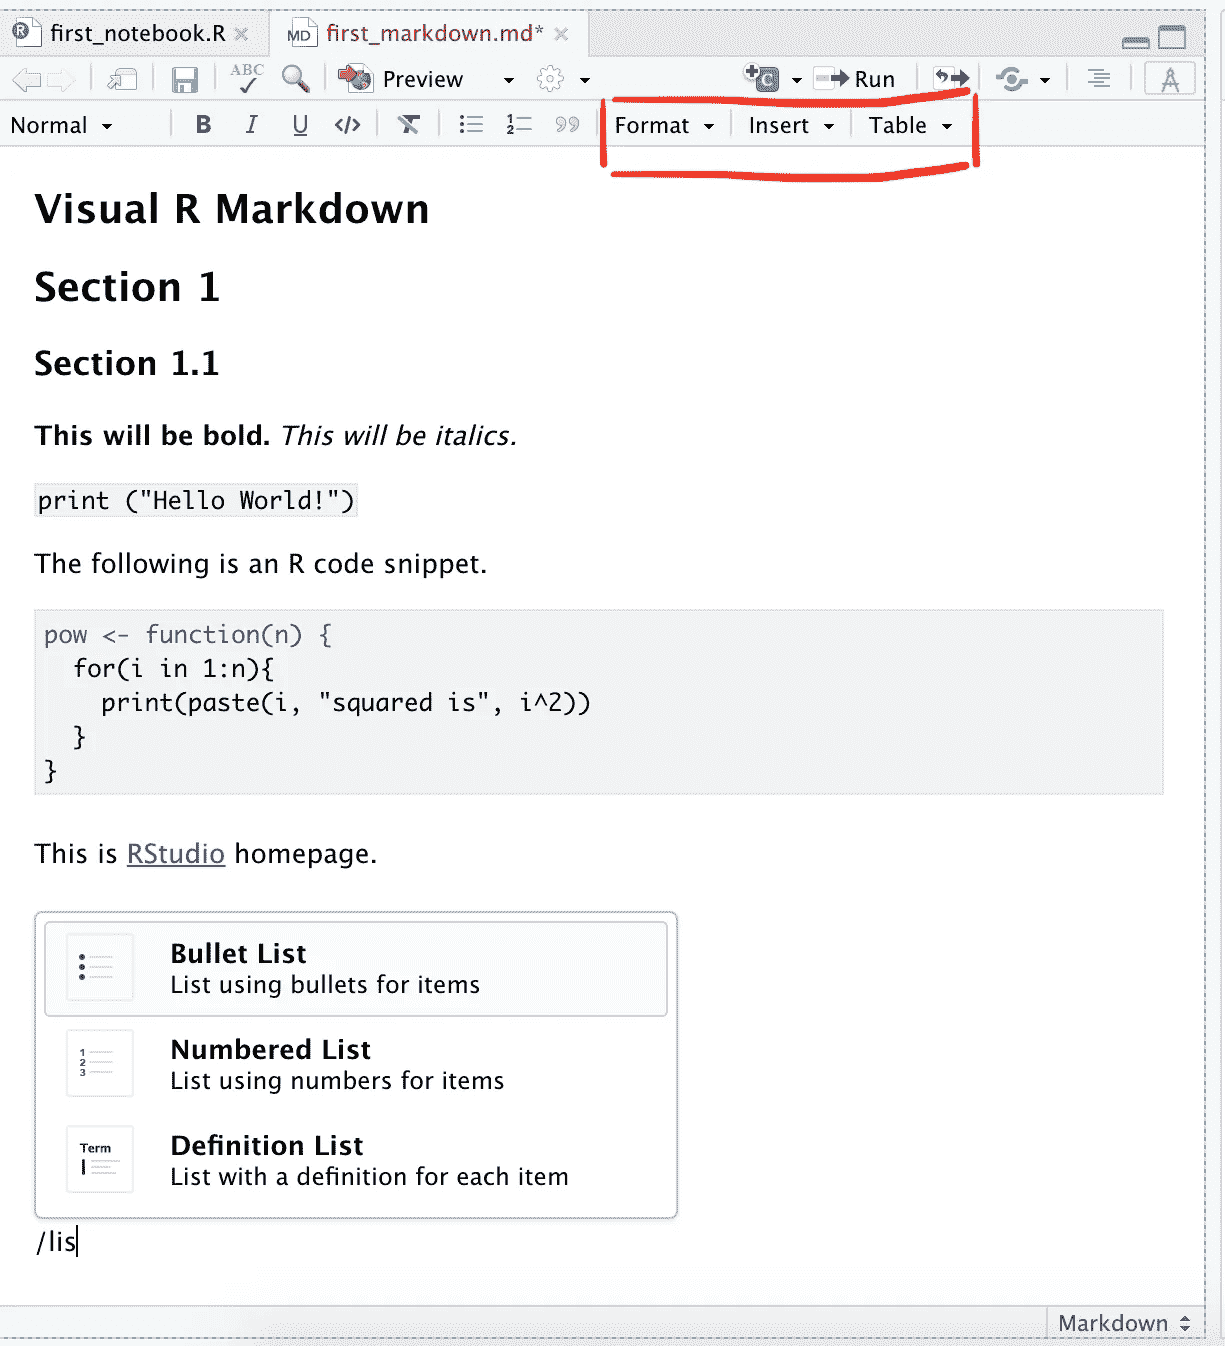 first_notebook.R
MD first_markdown.md*
ABC Preview Run
Normal B I U </> Format Insert Table
Visual R Markdown
Section 1
Section 1.1
This will be bold. This will be italics.
print ("Hello World!")
The following is an R code snippet.
pow <- function(n) {
for(i in 1:n){
print(paste(i, "squared is", i^2))
}
}
This is RStudio homepage.
Bullet List
List using bullets for items
1
2
3
Numbered List
List using numbers for items
Term
Definition List
List with a definition for each item
/lis
Markdown